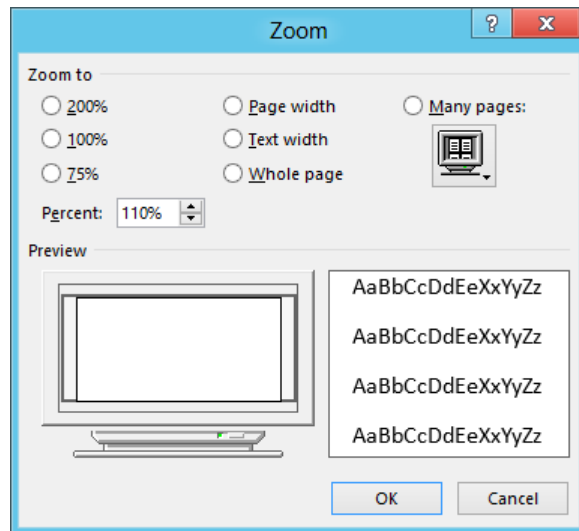 Zoom
?
X
Zoom to
200%
Page width
Many pages:
100%
Text width
75%
Whole page
Percent: 110%
Preview
AaBbCcDdEeXxYyZz
AaBbCcDdEeXxYyZz
AaBbCcDdEeXxYyZz
AaBbCcDdEeXxYyZz
OK
Cancel